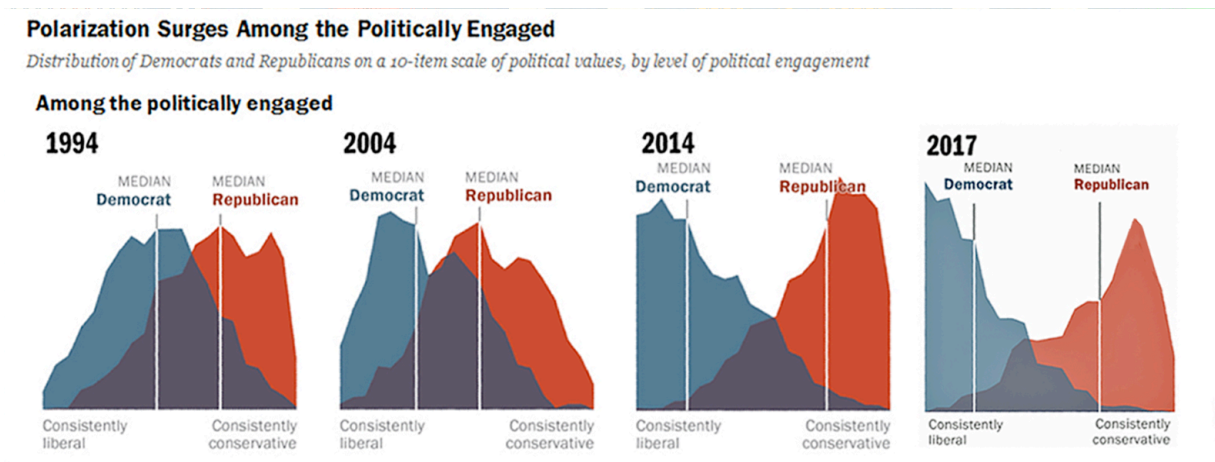 Polarization Surges Among the Politically Engaged
Distribution of Democrats and Republicans on a 10-item scale of political values, by level of political engagement
Among the politically engaged
1994
MEDIAN
Democrat
MEDIAN
Republican
Consistently
liberal
Consistently
conservative
2004
MEDIAN
Democrat
MEDIAN
Republican
Consistently
liberal
Consistently
conservative
2014
MEDIAN
Democrat
MEDIAN
Republican
Consistently
liberal
Consistently
conservative
2017
MEDIAN
Democrat
MEDIAN
Republican
Consistently
liberal
Consistently
conservative